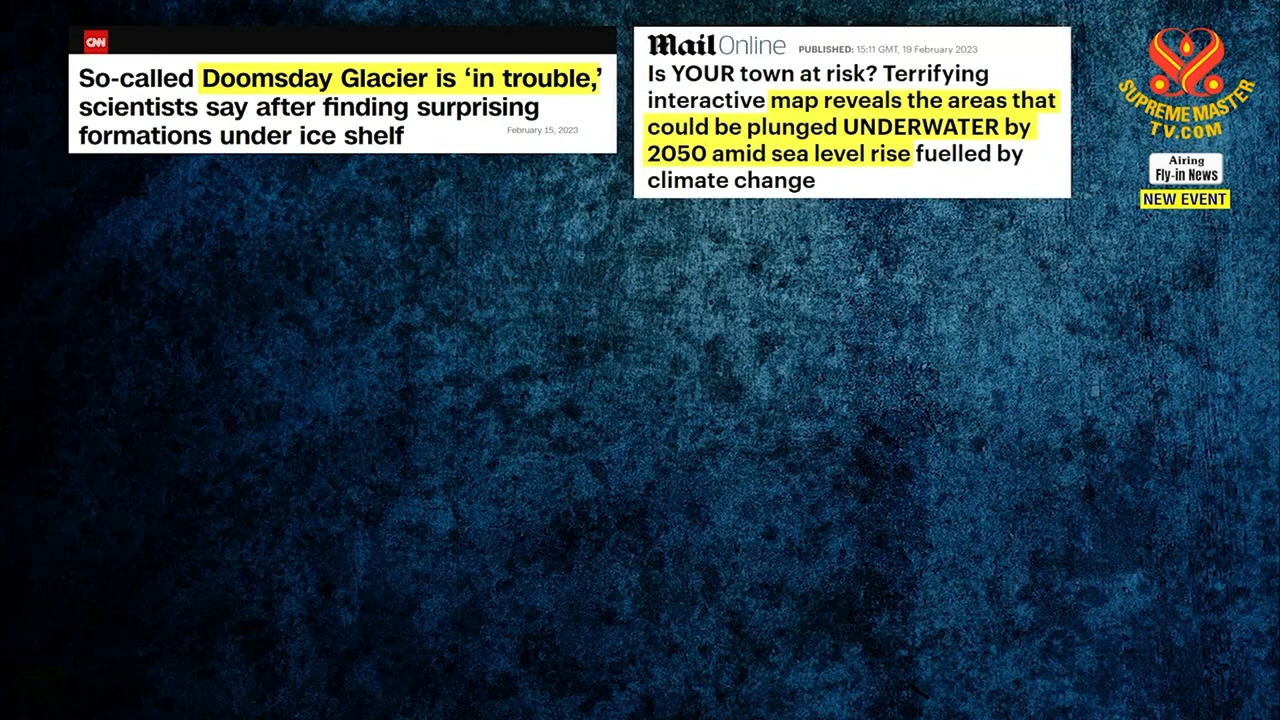 CNN
So-called Doomsday Glacier is ‘in trouble,’
scientists say after finding surprising
formations under ice shelf
February 15, 2023
Mail Online PUBLISHED: 15:11 GMT, 19 February 2023
Is YOUR town at risk? Terrifying
interactive map reveals the areas that
could be plunged UNDERWATER by
2050 amid sea level rise fuelled by
climate change
SUPREME MASTER
TV.COM
Airing
Fly-in News
NEW EVENT